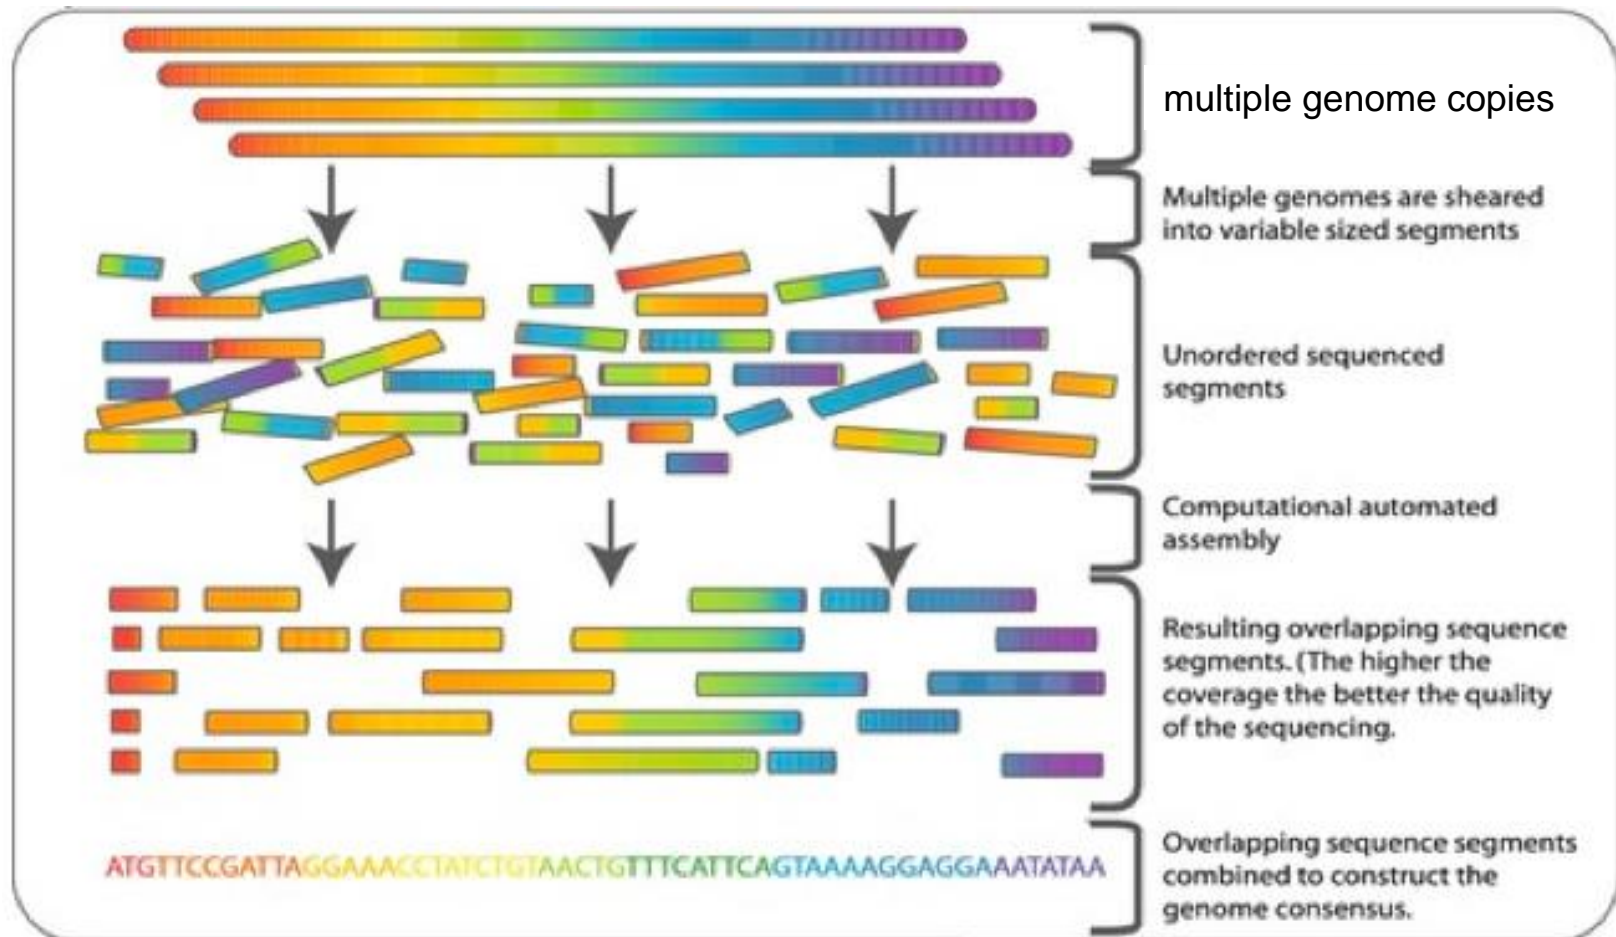 multiple genome copies
Multiple genomes are sheared
into variable sized segments
Unordered sequenced
segments
Computational automated
assembly
Resulting overlapping sequence
segments. (The higher the
coverage the better the quality
of the sequencing.
ATGTTCCGATTAGGAAACCTATCTGTAACTGTTTCATTCAGTAAAAGGAGGAAATATAA
Overlapping sequence segments
combined to construct the
genome consensus.